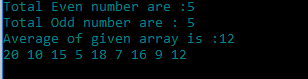 Total Even number are :5
Total Odd number are : 5
Average of given array is :12
20 10 15 5 18 7 16 9 12